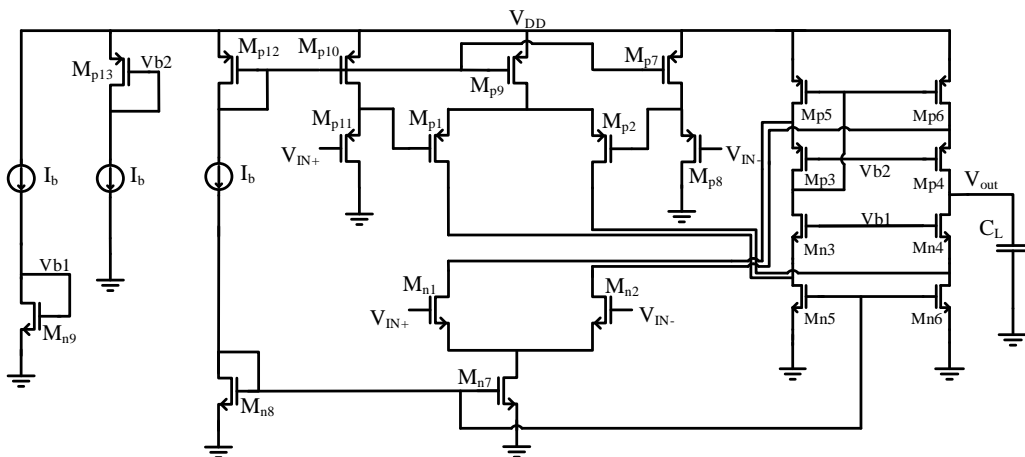 V_DD
M_p12
M_p10
M_p13
Vb2
M_p9
M_p7
Mp5
Mp6
M_p11
M_p1
M_p2
V_IN+
V_IN-
M_p8
Mp3
Vb2
Mp4
I_b
I_b
I_b
V_out
Vb1
Mn3
Mn4
C_L
Vb1
M_n1
M_n2
V_IN+
V_IN-
M_n9
Mn5
Mn6
M_n7
M_n8